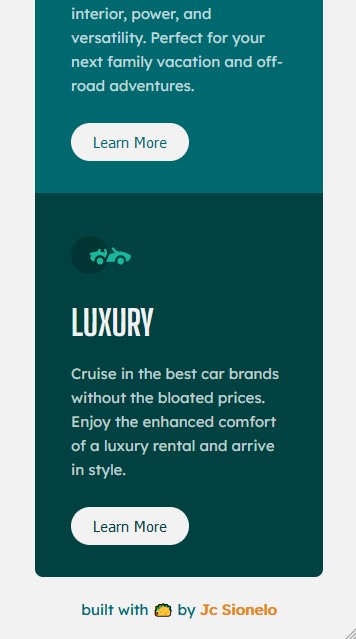 interior, power, and
versatility. Perfect for your
next family vacation and off-
road adventures.
Learn More
LUXURY
Cruise in the best car brands
without the bloated prices.
Enjoy the enhanced comfort
of a luxury rental and arrive
in style.
Learn More
built with 🌮 by Jc Sionelo